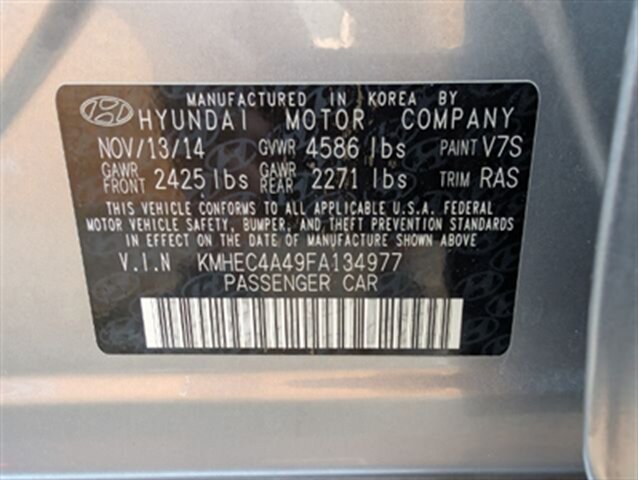 MANUFACTURED IN KOREA BY
HYUNDAI MOTOR COMPANY
NOV/13/14 GVWR 4586 lbs PAINT V7S
GAWR FRONT 2425 lbs GAWR REAR 2271 lbs TRIM RAS
THIS VEHICLE CONFORMS TO ALL APPLICABLE U.S.A. FEDERAL
MOTOR VEHICLE SAFETY, BUMPER, AND THEFT PREVENTION STANDARDS
IN EFFECT ON THE DATE OF MANUFACTURE SHOWN ABOVE
V.I.N KMHEC4A49FA134977
PASSENGER CAR